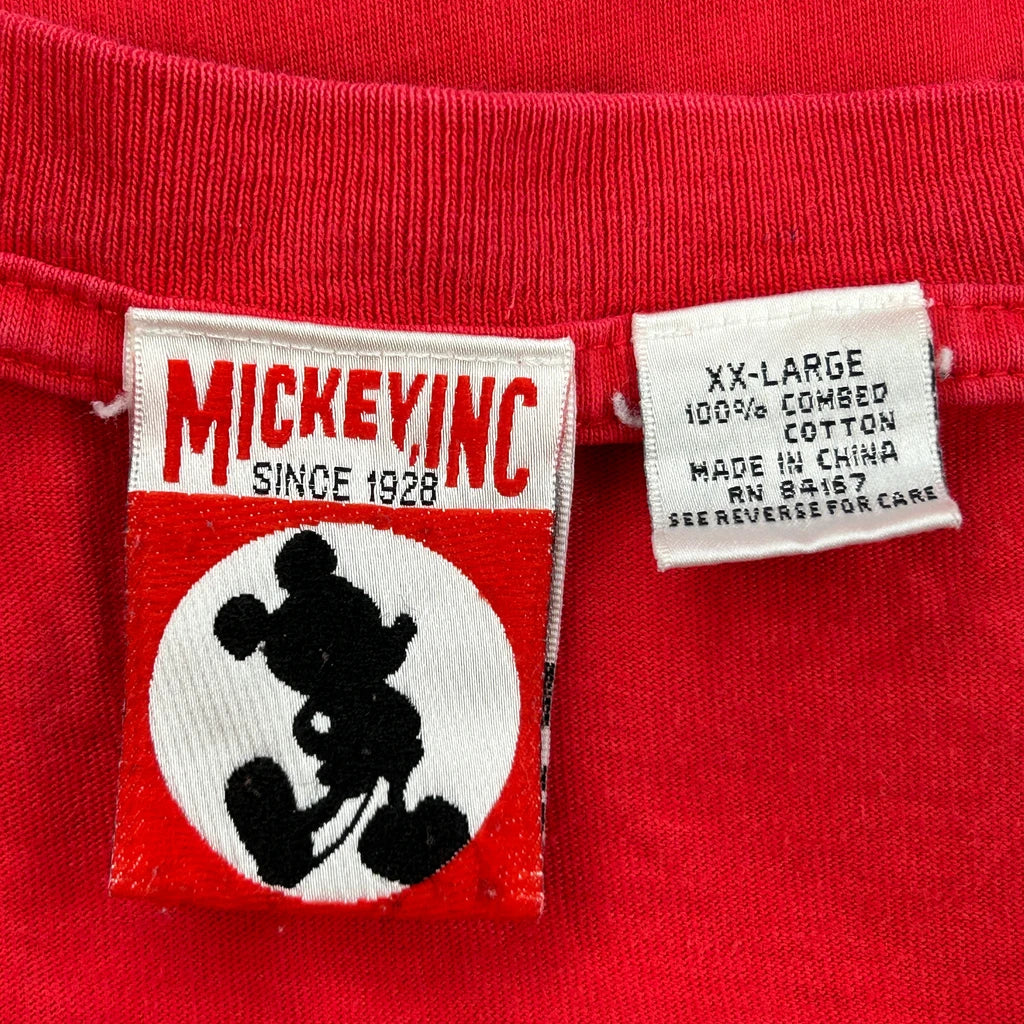 MICKEY, INC
SINCE 1928
XX-LARGE
100% COMBED
COTTON
MADE IN CHINA
RN 84167
SEE REVERSE FOR CARE